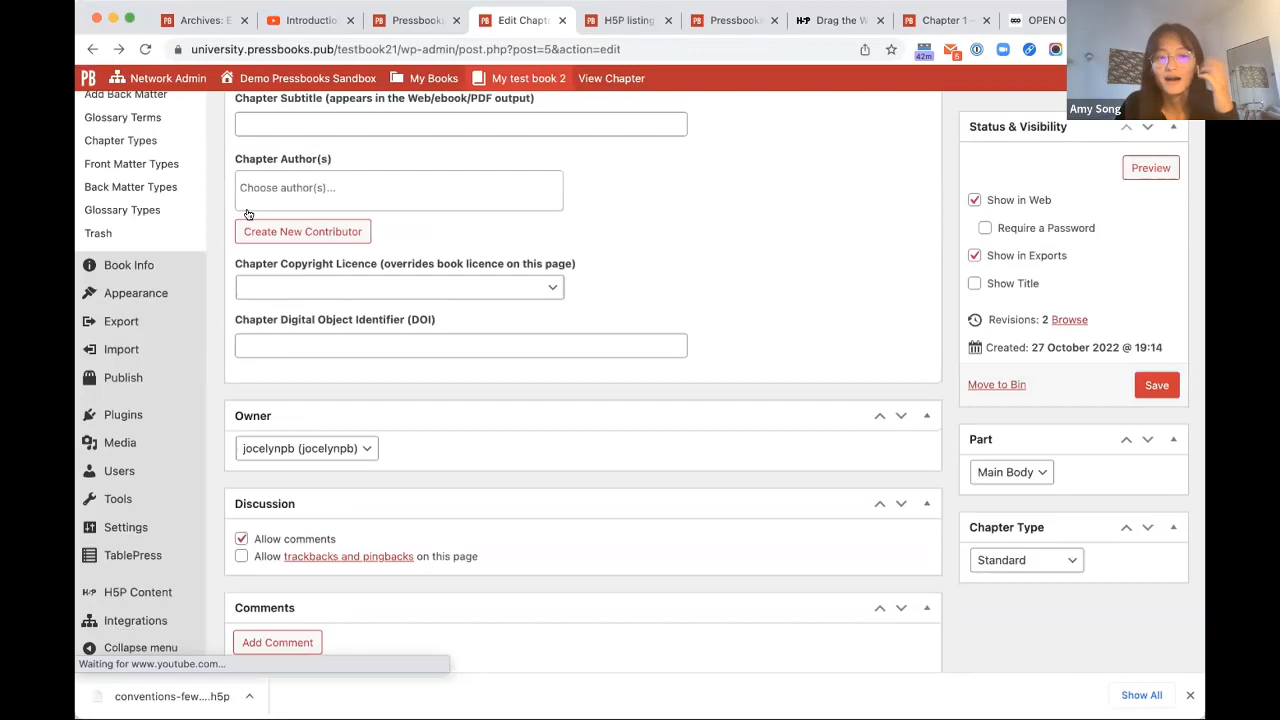 Archives: E
Introductio
Pressbooks
Edit Chapte
H5P listing
Pressbook
H-P Drag the W
Chapter 1 –
OPEN O
university.pressbooks.pub/testbook21/wp-admin/post.php?post=5&action=edit
42m
5
PB Network Admin Demo Pressbooks Sandbox My Books My test book 2 View Chapter
Amy Song
Add Back Matter
Glossary Terms
Chapter Types
Front Matter Types
Back Matter Types
Glossary Types
Trash
Book Info
Appearance
Export
Import
Publish
Plugins
Media
Users
Tools
Settings
TablePress
H-P H5P Content
Integrations
Collapse menu
Chapter Subtitle (appears in the Web/ebook/PDF output)
Chapter Author(s)
Choose author(s)...
Create New Contributor
Chapter Copyright Licence (overrides book licence on this page)
Chapter Digital Object Identifier (DOI)
Owner
jocelynpb (jocelynpb)
Discussion
Allow comments
Allow trackbacks and pingbacks on this page
Comments
Add Comment
Status & Visibility
Preview
Show in Web
Require a Password
Show in Exports
Show Title
Revisions: 2 Browse
Created: 27 October 2022 @ 19:14
Move to Bin
Save
Part
Main Body
Chapter Type
Standard
Waiting for www.youtube.com...
conventions-few....h5p
Show All